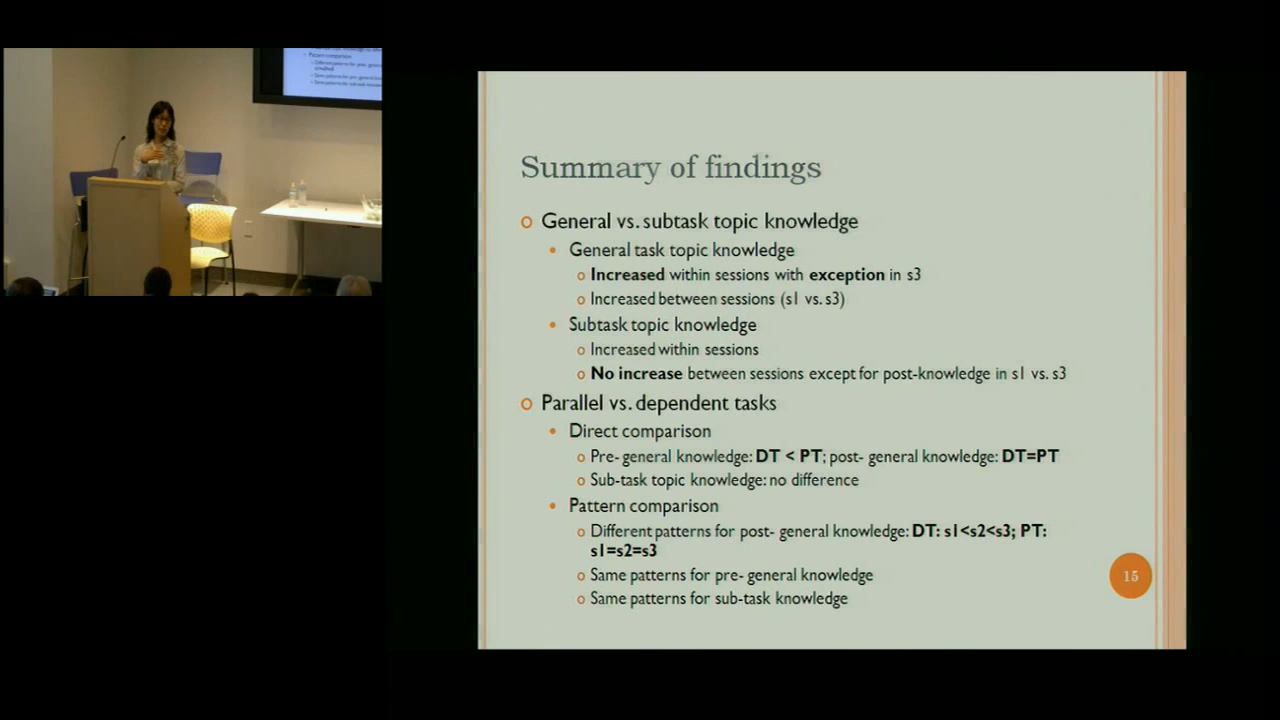 Pattern comparison
Summary of findings
General vs. subtask topic knowledge
General task topic knowledge
Increased within sessions with exception in s3
Increased between sessions (s1 vs. s3)
Subtask topic knowledge
Increased within sessions
No increase between sessions except for post-knowledge in s1 vs. s3
Parallel vs. dependent tasks
Direct comparison
Pre- general knowledge: DT < PT; post- general knowledge: DT=PT
Sub-task topic knowledge: no difference
Pattern comparison
Different patterns for post- general knowledge: DT: s1<s2<s3; PT:
s1=s2=s3
Same patterns for pre- general knowledge
Same patterns for sub-task knowledge
15